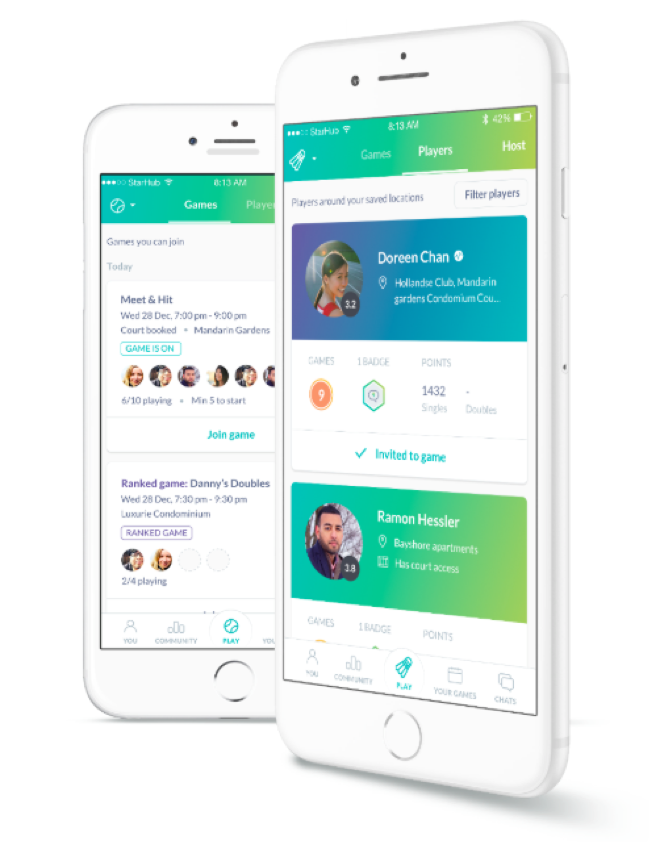 StarHub
8:13 AM
Games
Playe
Games you can join
Today
Meet & Hit
Wed 28 Dec, 7:00 pm - 9:00 pm
Court booked • Mandarin Gardens
GAME IS ON
6/10 playing • Min 5 to start
Join game
Ranked game: Danny's Doubles
Wed 28 Dec, 7:30 pm - 9:30 pm
Luxurie Condominium
RANKED GAME
2/4 playing
YOU
COMMUNITY
PLAY
YOU
StarHub
8:13 AM
42%
Games
Players
Host
Players around your saved locations
Filter players
Doreen Chan
3.2
Hollandse Club, Mandarin
gardens Condomium Cou...
GAMES
1 BADGE
POINTS
9
1432
-
Singles
Doubles
Invited to game
Ramon Hessler
3.8
Bayshore apartments
Has court access
GAMES
1 BADGE
POINTS
YOU
COMMUNITY
PLAY
YOUR GAMES
CHATS